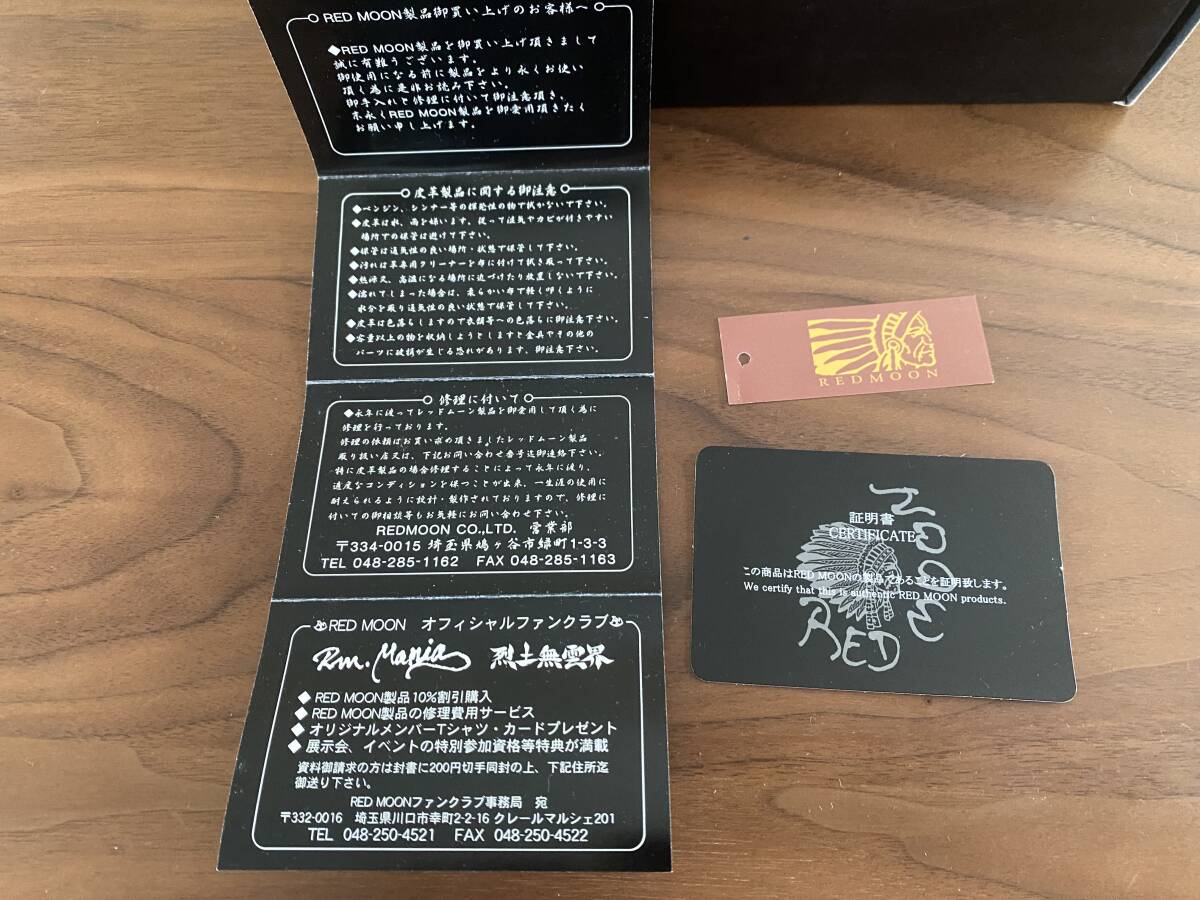 RED MOON製品御買い上げのお客様へ
◆RED MOON製品を御買い上げ頂きまして
誠に有難うございます。
御使用になる前に製品をより永くお使い
頂く為に是非お読み下さい。
御手入れと修理に付いて御注意頂き、
末永くRED MOON製品を御愛用頂きたく
お願い申し上げます。
皮革製品に関する御注意
◆ベンジン、シンナー等の揮発性の物で拭かないで下さい。
◆皮革は水、雨を嫌います。従って湿気やカビが付きやすい
場所での保管は避けて下さい。
◆保管は通気性の良い場所・状態で保管して下さい。
◆汚れは革専用クリーナーを布に付けて拭き取って下さい。
◆熱源又、高温になる場所に近づけたり放置しないで下さい。
◆濡れてしまった場合は、柔らかい布で軽く叩くように
水分を取り通気性の良い状態で保管して下さい。
◆皮革は色落ちしますので衣類等への色落ちに御注意下さい。
◆容量以上の物を収納しようとしますと金具やその他の
パーツに破損が生じる恐れがあります、御注意下さい。
修理に付いて
◆永年に渡ってレッドムーン製品を御愛用して頂く為に
修理を行っております。
修理の依頼はお買い求め頂きましたレッドムーン製品
取り扱い店又は、下記お問い合わせ番号迄御連絡下さい。
特に皮革製品の場合修理することによって永年に渡り、
適度なコンディションを保つことが出来、一生涯の使用に
耐えられるように設計・製作されておりますので、修理に
付いての御相談等もお気軽にお問い合わせ下さい。
REDMOON CO.,LTD. 営業部
〒334-0015 埼玉県鳩ヶ谷市緑町1-3-3
TEL 048-285-1162 FAX 048-285-1163
RED MOON オフィシャルファンクラブ
Rm. Mania 烈土無雲界
◆ RED MOON製品10%割引購入
◆ RED MOON製品の修理費用サービス
◆ オリジナルメンバーTシャツ・カードプレゼント
◆ 展示会、イベントの特別参加資格等特典が満載
資料御請求の方は封書に200円切手同封の上、下記住所迄
御送り下さい。
RED MOONファンクラブ事務局 宛
〒332-0016 埼玉県川口市幸町2-2-16 クレールマルシェ201
TEL 048-250-4521 FAX 048-250-4522
REDMOON
証明書
CERTIFICATE
この商品はRED MOONの製品であることを証明致します。
We certify that this is authentic RED MOON products.
RED MOON